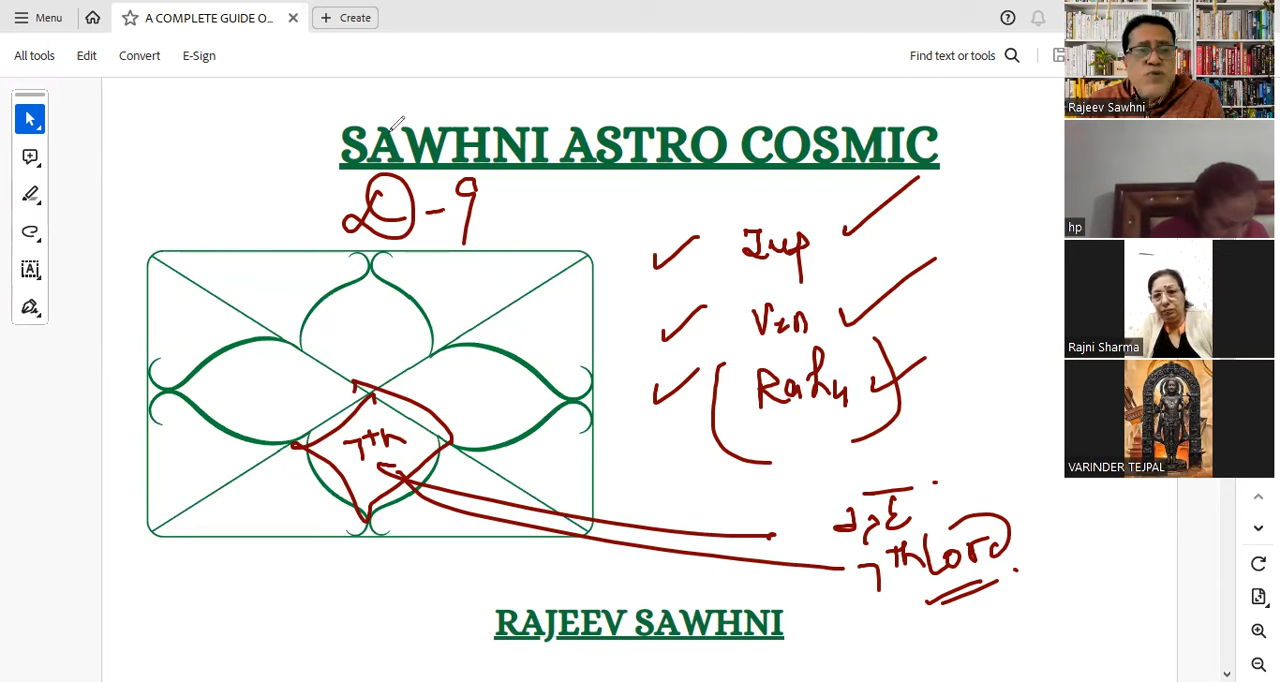 Menu
A COMPLETE GUIDE O...
Create
All tools
Edit
Convert
E-Sign
Find text or tools
Rajeev Sawhni
hp
Rajni Sharma
VARINDER TEJPAL
SAWHNI ASTRO COSMIC
D-9
Jup
Ven
Rahu
7th
7th Lord
RAJEEV SAWHNI